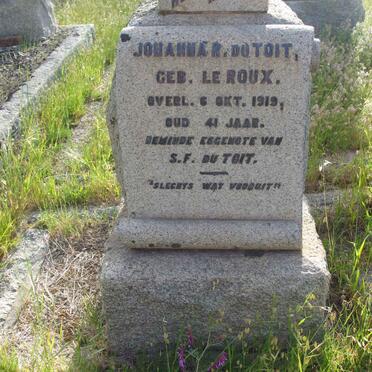 JOHANNA R. DU TOIT,
GEB. LE ROUX.
OVERL. 6 OKT. 1919,
OUD 41 JAAR.
BEMINDE EGGENOTE VAN
S.F. DU TOIT.
"SLECHTS WAT VOORUIT"